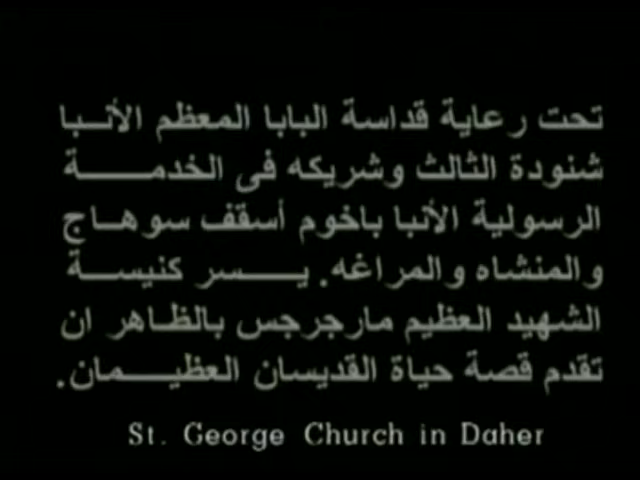 تحت رعاية قداسة البابا المعظم الأنبا
شنودة الثالث وشريكه فى الخدمة
الرسولية الأنبا باخوم أسقف سوهاج
والمنشاه والمراغه. يسر كنيسة
الشهيد العظيم مارجرجس بالظاهر ان
تقدم قصة حياة القديسان العظيمان.
St. George Church in Daher